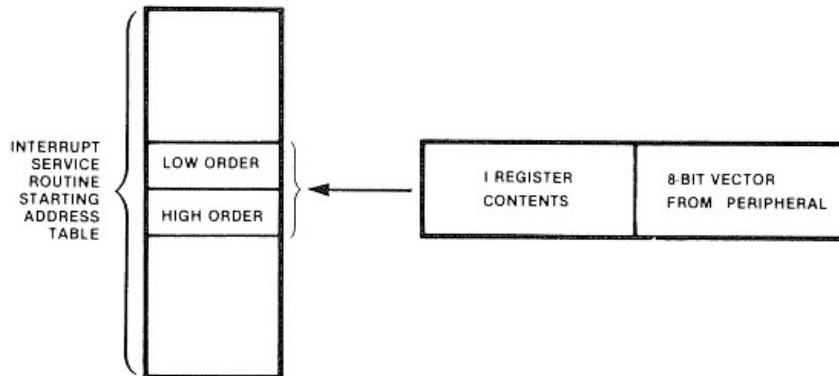 INTERRUPT
SERVICE
ROUTINE
STARTING
ADDRESS
TABLE
LOW ORDER
HIGH ORDER
I REGISTER
CONTENTS
8-BIT VECTOR
FROM PERIPHERAL